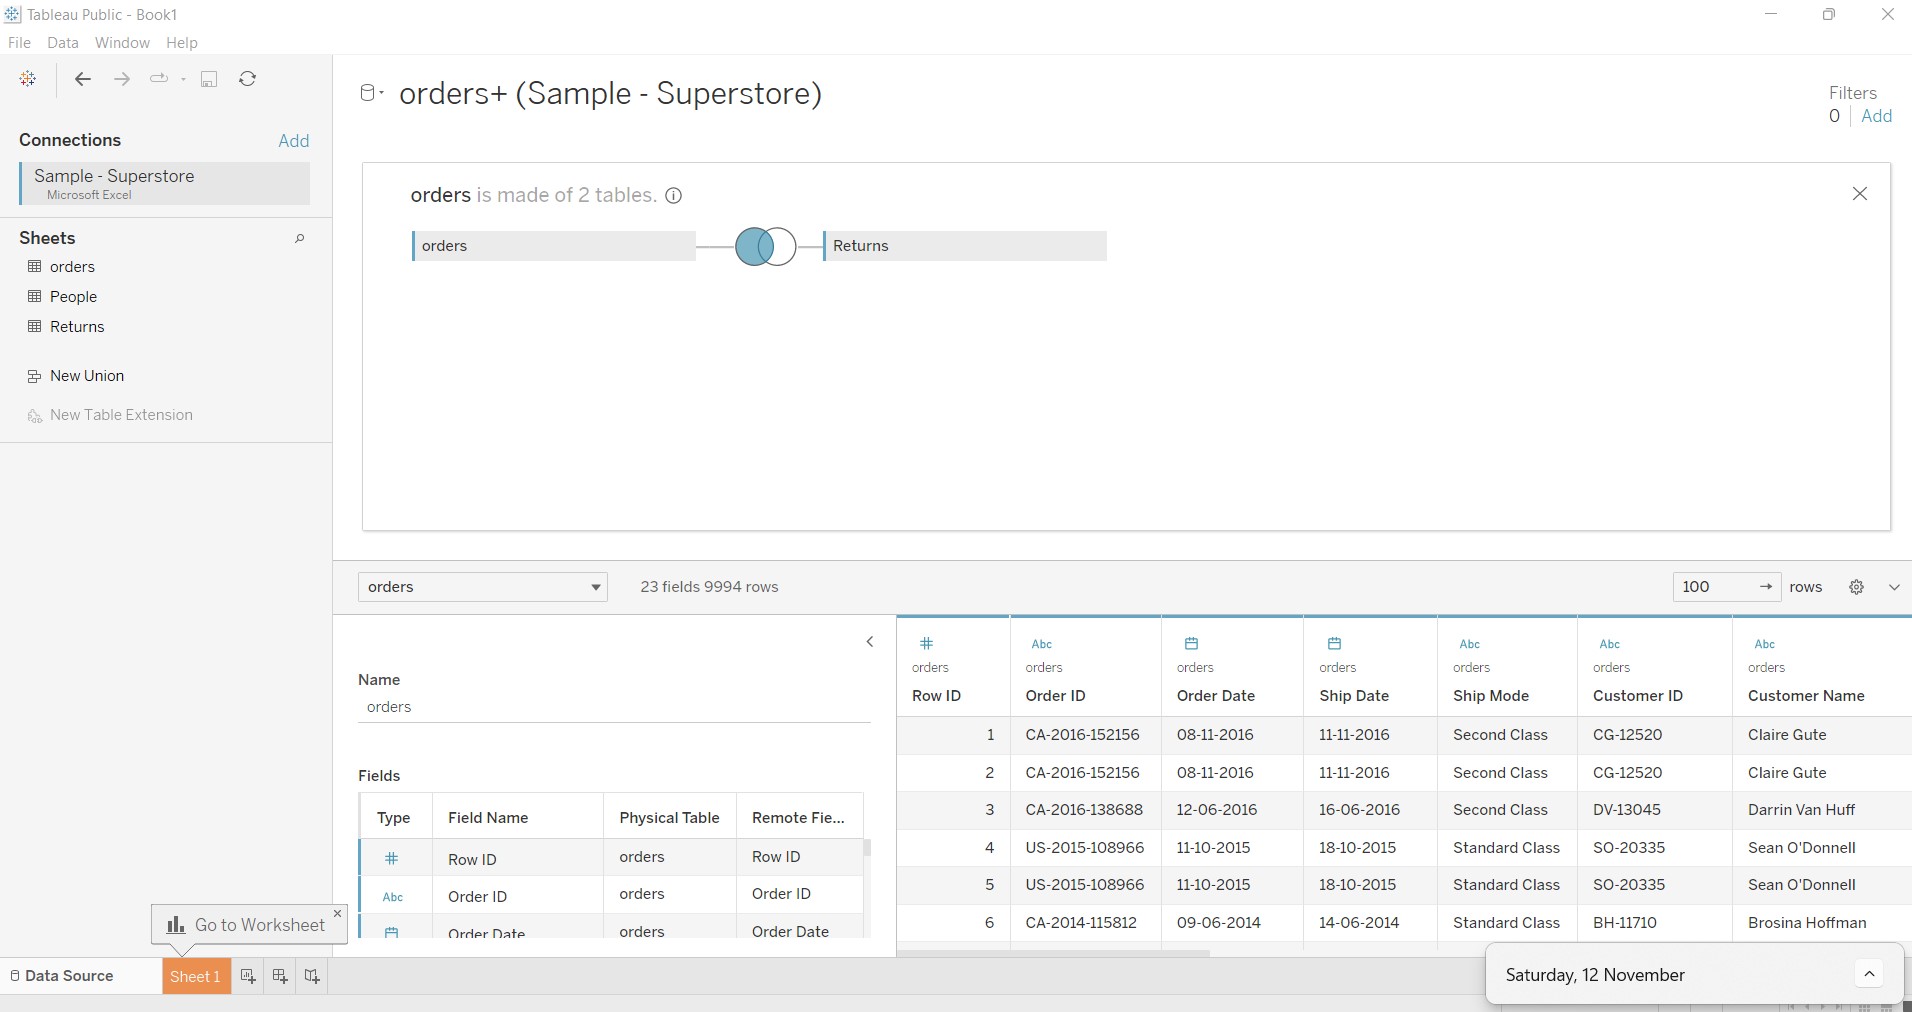 Tableau Public - Book1
File Data Window Help
Connections Add
Sample - Superstore
Microsoft Excel
Sheets
orders
People
Returns
New Union
New Table Extension
orders+ (Sample - Superstore)
Filters
0 Add
orders is made of 2 tables.
orders Returns
orders 23 fields 9994 rows 100 → rows
Name
orders
Fields
Type Field Name Physical Table Remote Fie...
# Row ID orders Row ID
Abc Order ID orders Order ID
Order Date orders Order Date
# Abc Abc Abc Abc
orders orders orders orders orders orders orders
Row ID Order ID Order Date Ship Date Ship Mode Customer ID Customer Name
1 CA-2016-152156 08-11-2016 11-11-2016 Second Class CG-12520 Claire Gute
2 CA-2016-152156 08-11-2016 11-11-2016 Second Class CG-12520 Claire Gute
3 CA-2016-138688 12-06-2016 16-06-2016 Second Class DV-13045 Darrin Van Huff
4 US-2015-108966 11-10-2015 18-10-2015 Standard Class SO-20335 Sean O'Donnell
5 US-2015-108966 11-10-2015 18-10-2015 Standard Class SO-20335 Sean O'Donnell
6 CA-2014-115812 09-06-2014 14-06-2014 Standard Class BH-11710 Brosina Hoffman
Go to Worksheet
Data Source Sheet 1
Saturday, 12 November